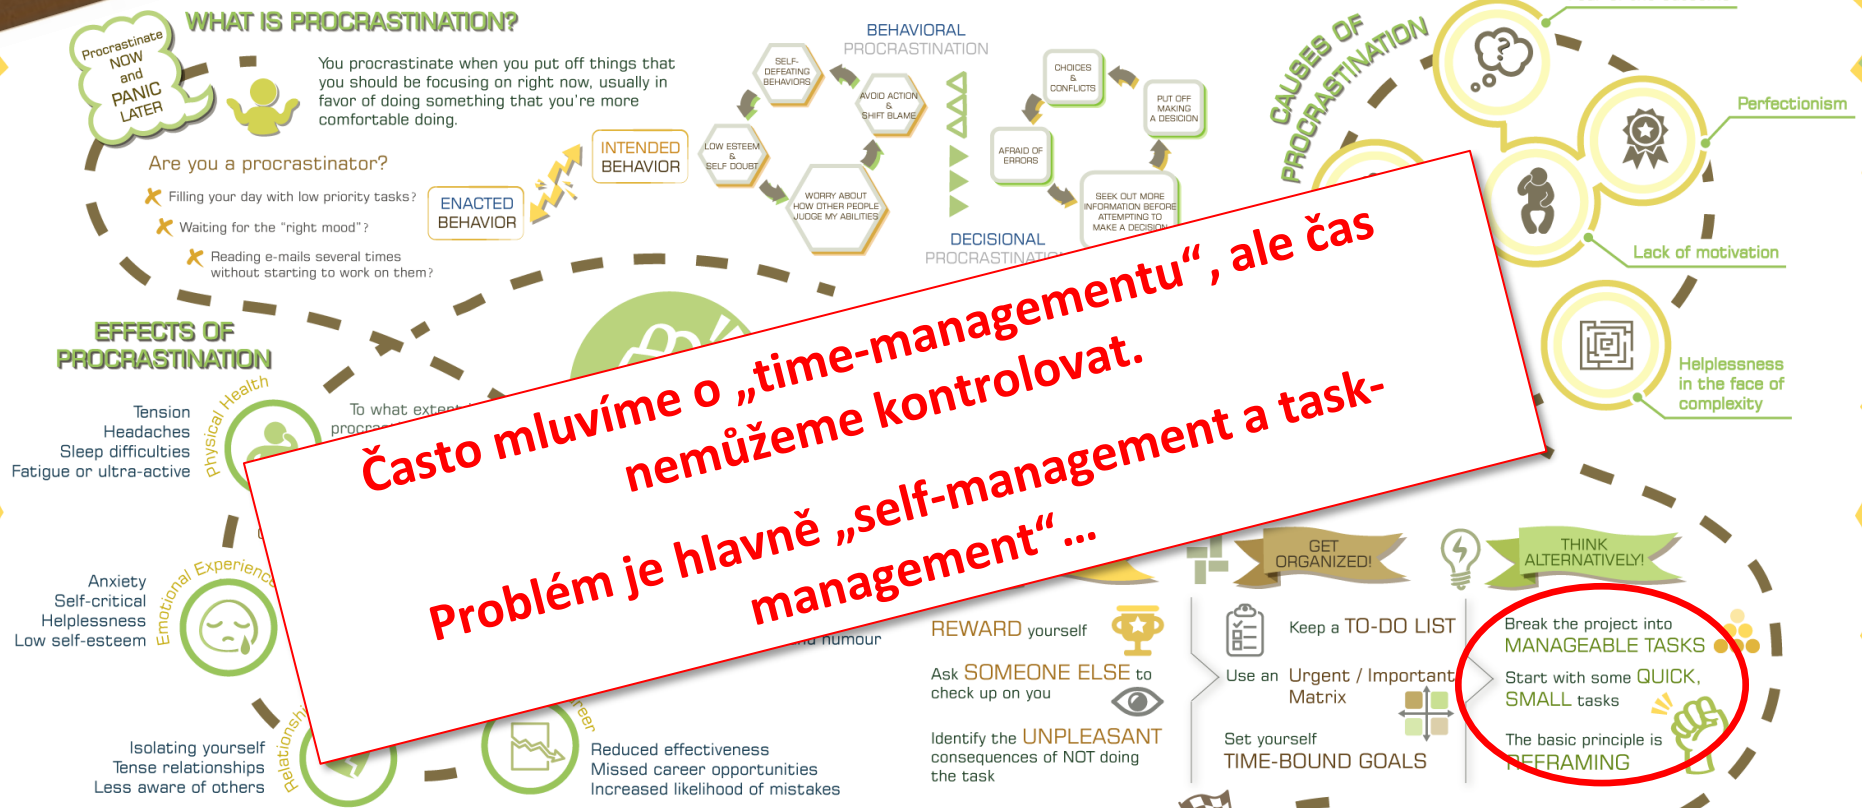 WHAT IS PROCRASTINATION?
Procrastinate
NOW
and
PANIC
LATER
You procrastinate when you put off things that
you should be focusing on right now, usually in
favor of doing something that you're more
comfortable doing.
Are you a procrastinator?
Filling your day with low priority tasks?
Waiting for the "right mood"?
Reading e-mails several times
without starting to work on them?
ENACTED
BEHAVIOR
INTENDED
BEHAVIOR
BEHAVIORAL
PROCRASTINATION
SELF-
DEFEATING
BEHAVIORS
AVOID ACTION
&
SHIFT BLAME
LOW ESTEEM
&
SELF DOUBT
WORRY ABOUT
HOW OTHER PEOPLE
JUDGE MY ABILITIES
CHOICES
&
CONFLICTS
PUT OFF
MAKING
A DESICION
AFRAID OF
ERRORS
SEEK OUT MORE
INFORMATION BEFORE
ATTEMPTING TO
MAKE A DECISION
DECISIONAL
PROCRASTINATION
CAUSES OF
PROCRASTINATION
Perfectionism
Lack of motivation
Helplessness
in the face of
complexity
EFFECTS OF
PROCRASTINATION
Physical Health
Tension
Headaches
Sleep difficulties
Fatigue or ultra-active
To what extent
Emotional Experience
Anxiety
Self-critical
Helplessness
Low self-esteem
Isolating yourself
Tense relationships
Less aware of others
Reduced effectiveness
Missed career opportunities
Increased likelihood of mistakes
Často mluvíme o „time-managementu“, ale čas
nemůžeme kontrolovat.
Problém je hlavně „self-management a task-
management“…
humour
REWARD yourself
Ask SOMEONE ELSE to
check up on you
Identify the UNPLEASANT
consequences of NOT doing
the task
GET
ORGANIZED!
Keep a TO-DO LIST
Use an Urgent / Important
Matrix
Set yourself
TIME-BOUND GOALS
THINK
ALTERNATIVELY!
Break the project into
MANAGEABLE TASKS
Start with some QUICK,
SMALL tasks
The basic principle is
REFRAMING